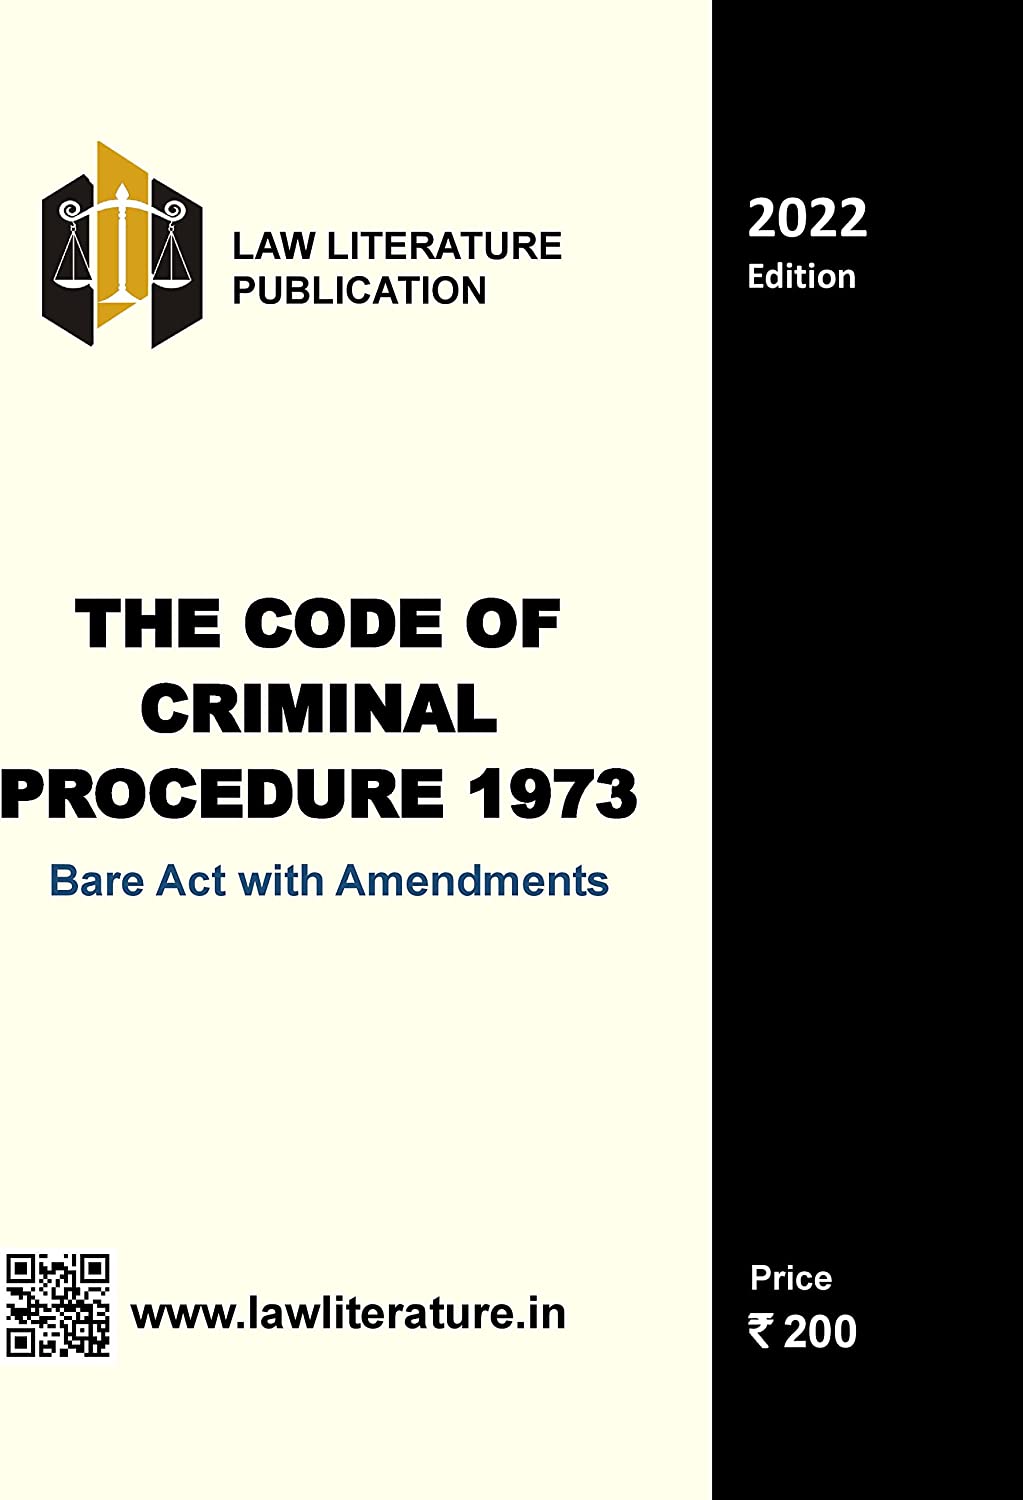 LAW LITERATURE
PUBLICATION
2022
Edition
THE CODE OF
CRIMINAL
PROCEDURE 1973
Bare Act with Amendments
www.lawliterature.in
Price
₹ 200